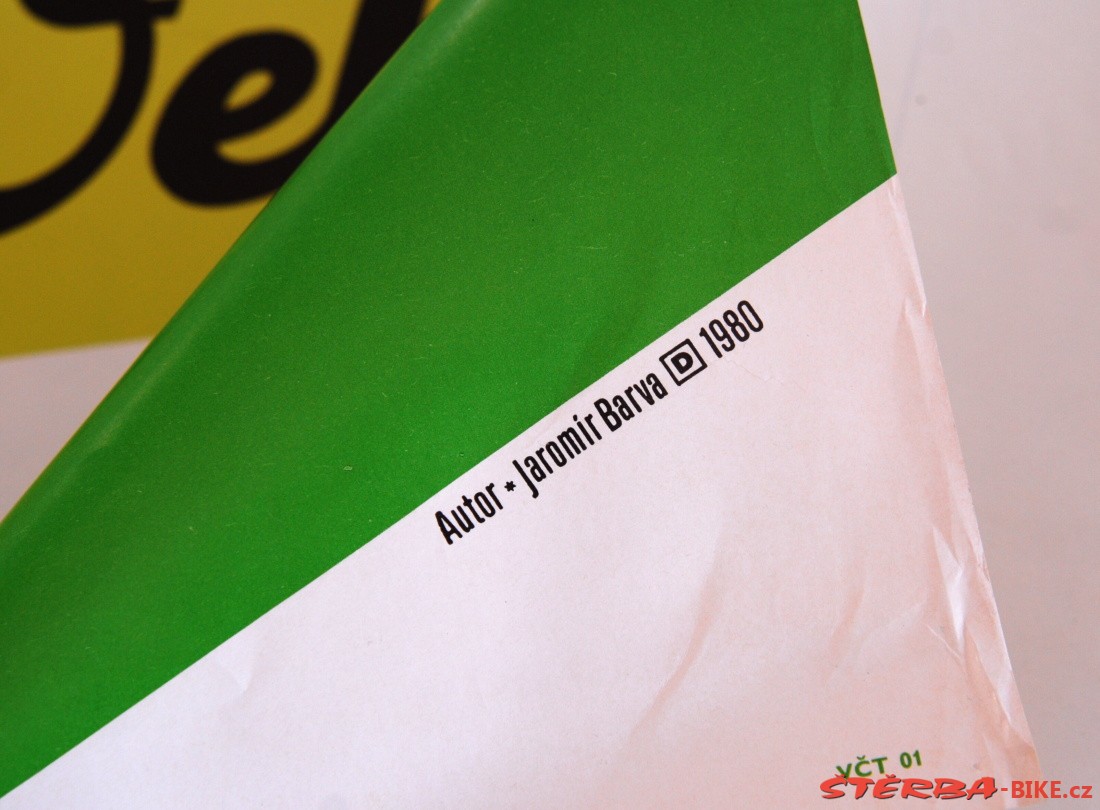 Autor * Jaromír Barva D 1980
VČT 01
ŠTĚRBA-BIKE.cz